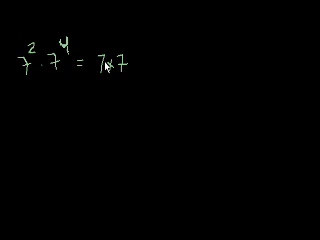 7² · 7⁴ = 7×7